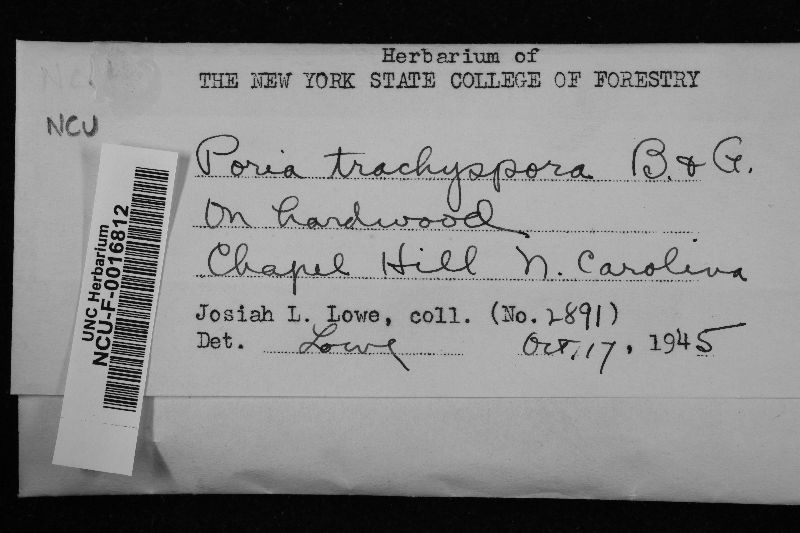 Herbarium of
THE NEW YORK STATE COLLEGE OF FORESTRY
NCU
Poria trachyspora B. & G.
On hardwood
Chapel Hill N. Carolina
Josiah L. Lowe, coll. (No. 2891)
Det. Lowe Oct. 17, 1945
UNC Herbarium
NCU-F-0016812